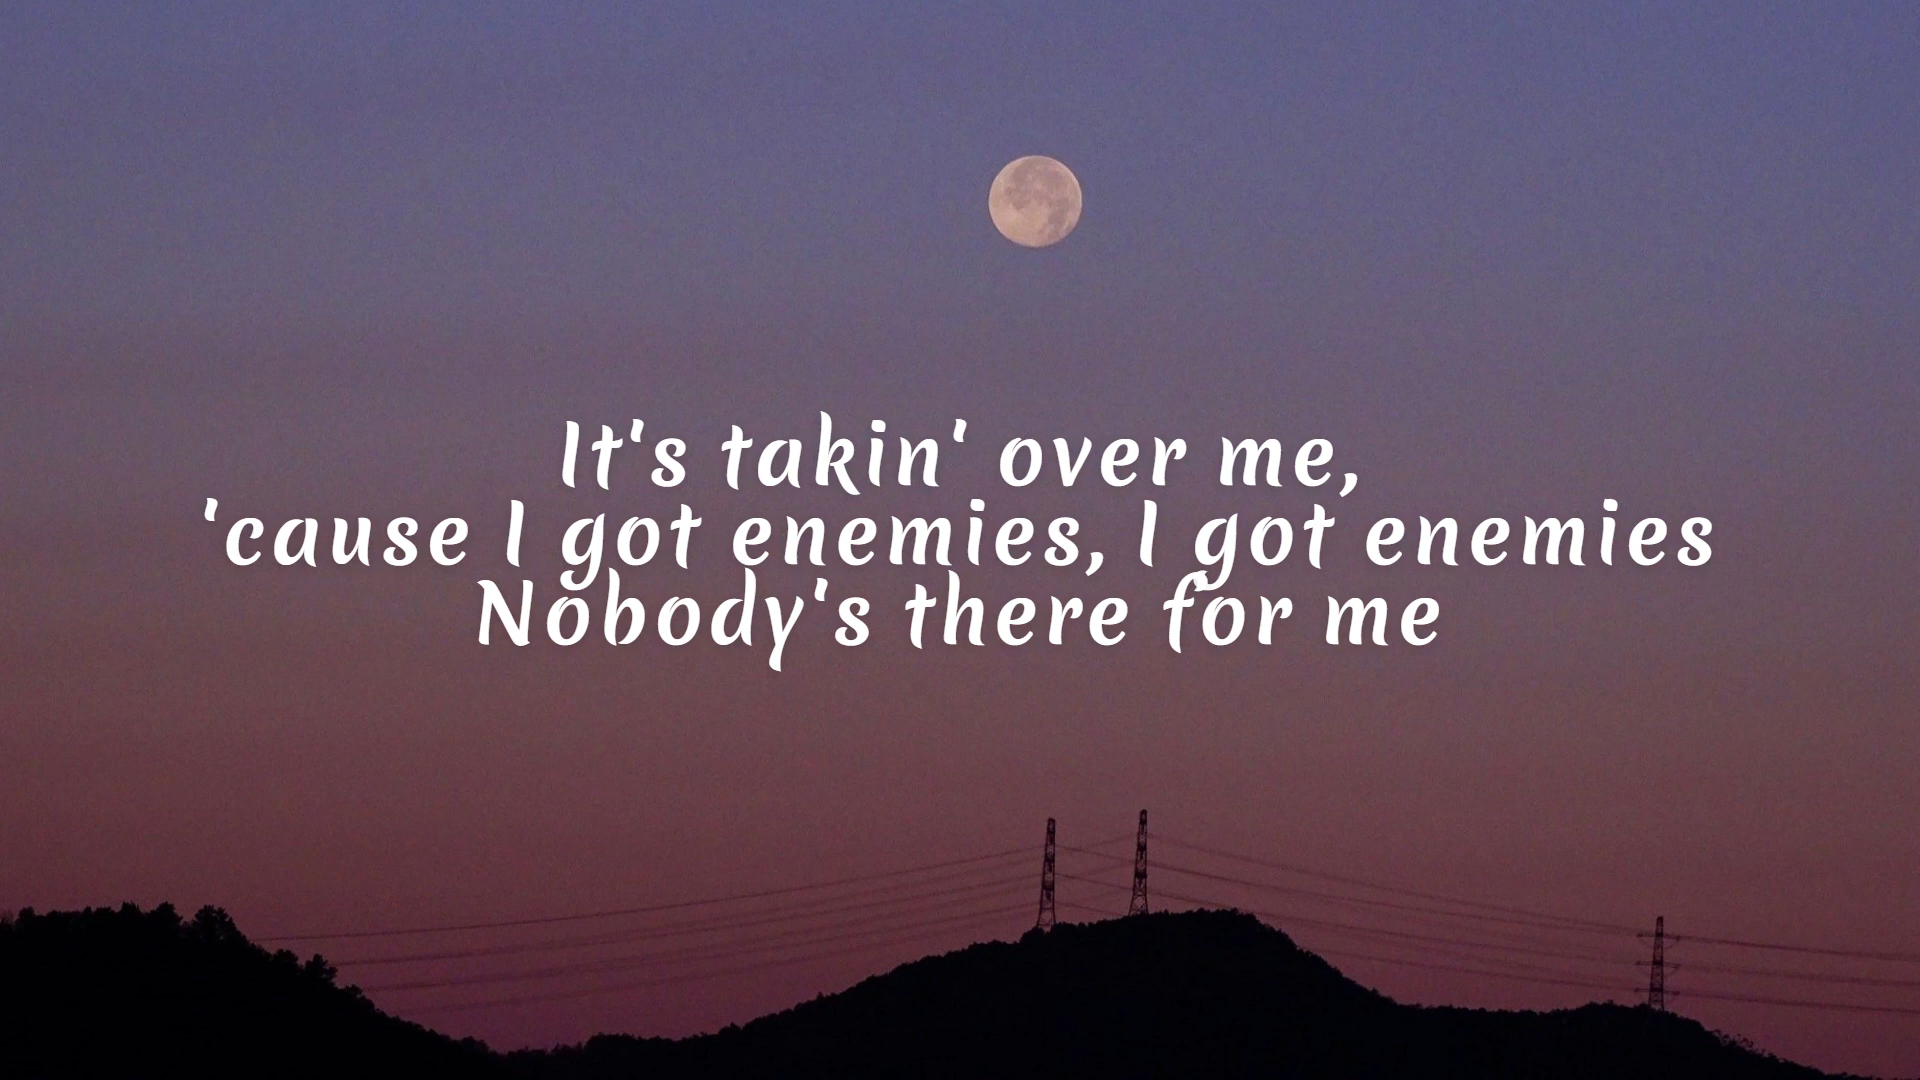 It's takin' over me,
'cause I got enemies, I got enemies
Nobody's there for me